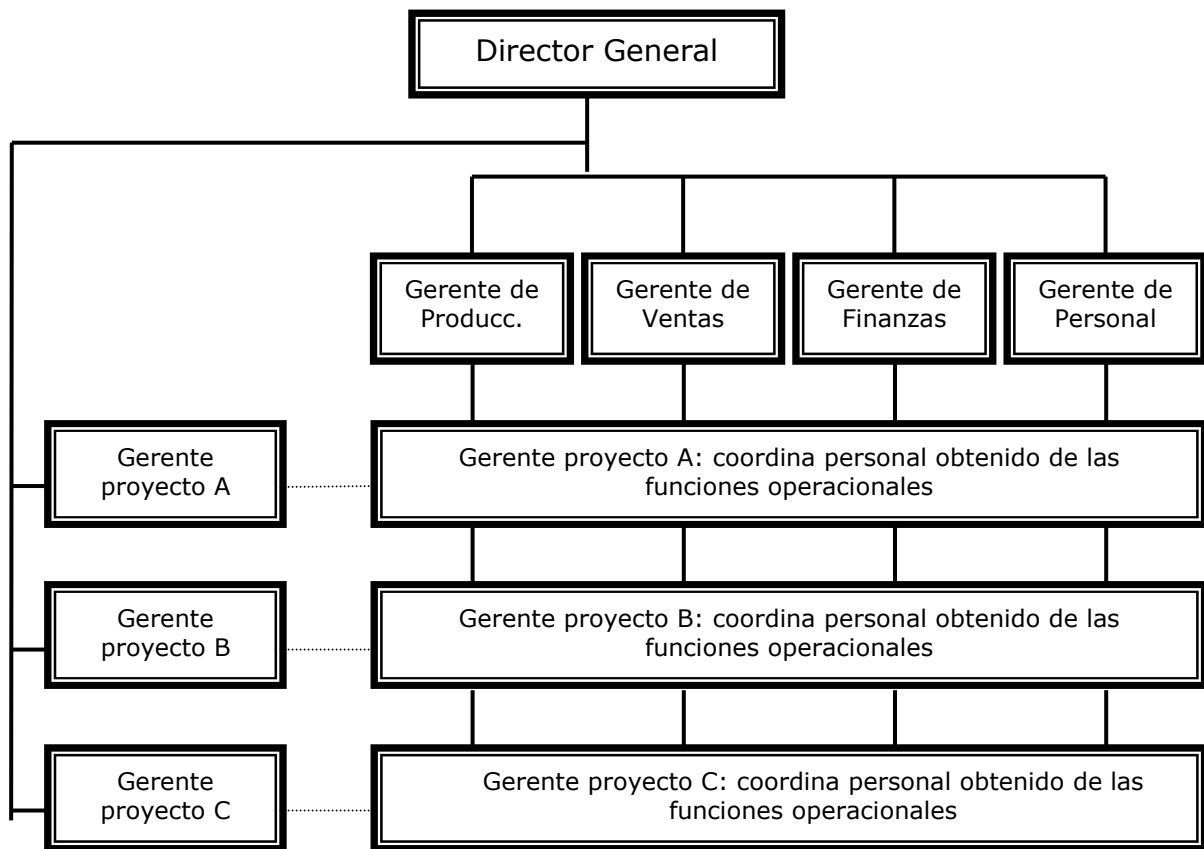 Director General
Gerente de
Producc.
Gerente de
Ventas
Gerente de
Finanzas
Gerente de
Personal
Gerente
proyecto A
Gerente proyecto A: coordina personal obtenido de las
funciones operacionales
Gerente
proyecto B
Gerente proyecto B: coordina personal obtenido de las
funciones operacionales
Gerente
proyecto C
Gerente proyecto C: coordina personal obtenido de las
funciones operacionales